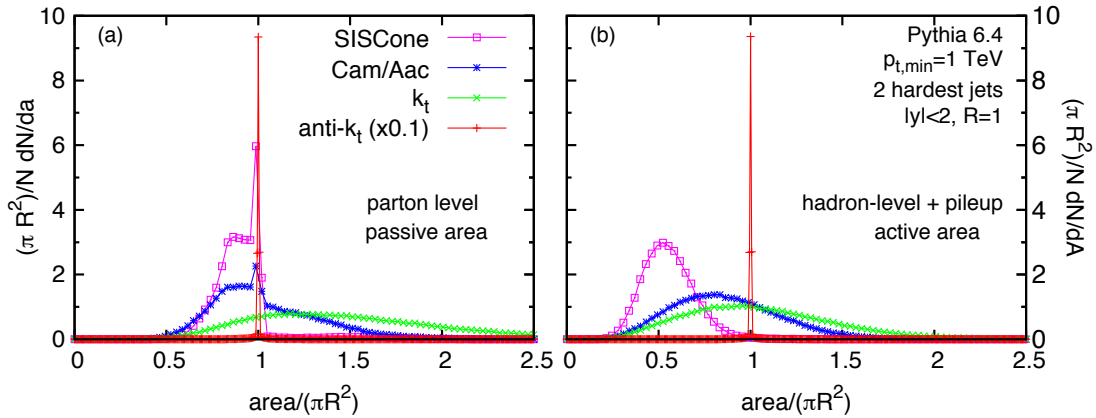 (a)
SISCone
Cam/Aac
k_t
anti-k_t (x0.1)
parton level
passive area
(π R²)/N dN/da
10
8
6
4
2
0
0 0.5 1 1.5 2 2.5
area/(πR²)
(b)
Pythia 6.4
p_t,min=1 TeV
2 hardest jets
|y|<2, R=1
hadron-level + pileup
active area
(π R²)/N dN/dA
10
8
6
4
2
0
0 0.5 1 1.5 2 2.5
area/(πR²)